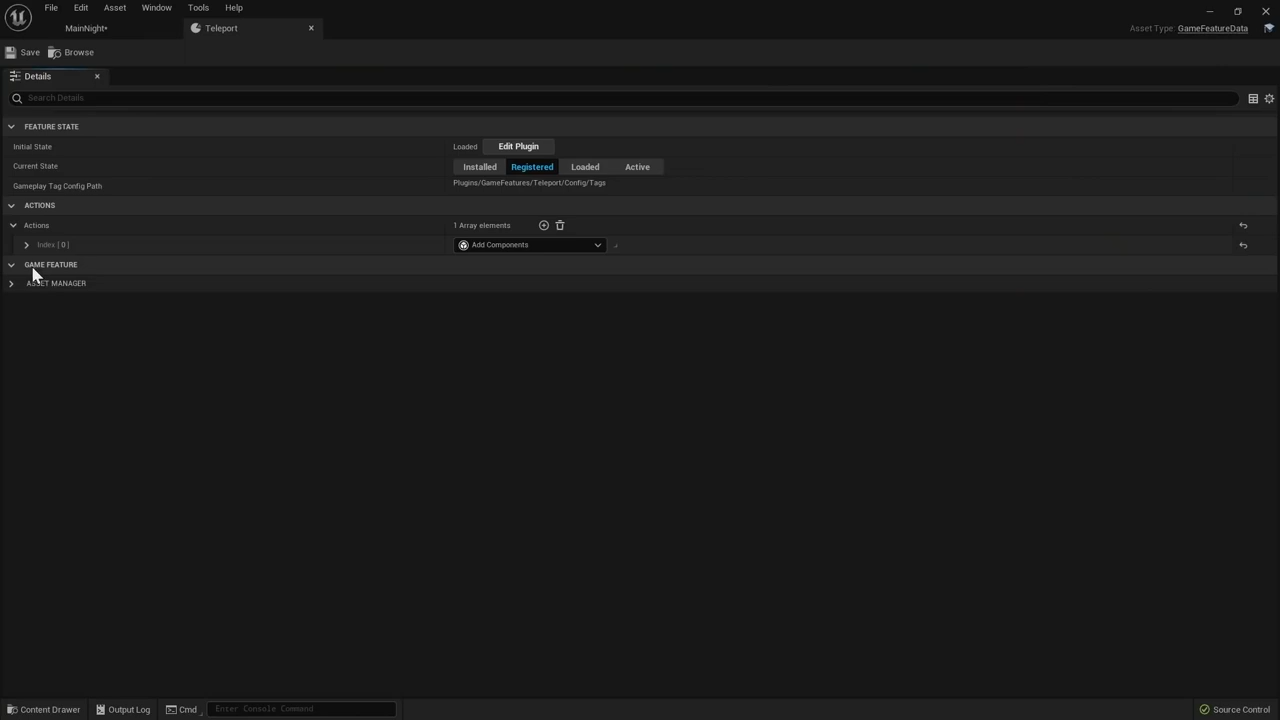 File Edit Asset Window Tools Help
MainNight* Teleport Asset Type: GameFeatureData
Save Browse
Details
Search Details
FEATURE STATE
Initial State Loaded Edit Plugin
Current State Installed Registered Loaded Active
Gameplay Tag Config Path Plugins/GameFeatures/Teleport/Config/Tags
ACTIONS
Actions 1 Array elements
Index [ 0 ] Add Components
GAME FEATURE
ASSET MANAGER
Content Drawer Output Log Cmd Enter Console Command Source Control